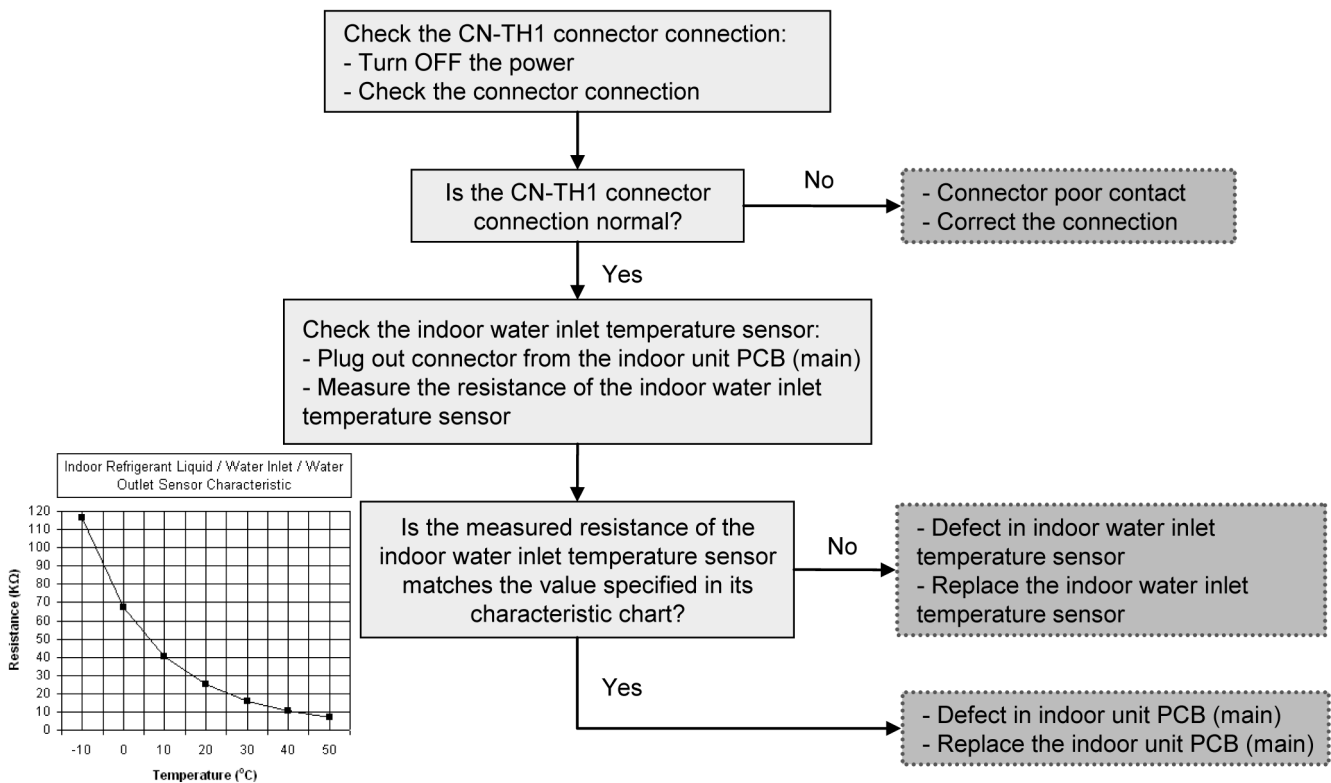 Check the CN-TH1 connector connection:
- Turn OFF the power
- Check the connector connection
Is the CN-TH1 connector
connection normal?
No
- Connector poor contact
- Correct the connection
Yes
Check the indoor water inlet temperature sensor:
- Plug out connector from the indoor unit PCB (main)
- Measure the resistance of the indoor water inlet
temperature sensor
Indoor Refrigerant Liquid / Water Inlet / Water
Outlet Sensor Characteristic
120
110
100
90
80
70
60
50
40
30
20
10
0
Resistance (KΩ)
-10 0 10 20 30 40 50
Temperature (°C)
Is the measured resistance of the
indoor water inlet temperature sensor
matches the value specified in its
characteristic chart?
No
- Defect in indoor water inlet
temperature sensor
- Replace the indoor water inlet
temperature sensor
Yes
- Defect in indoor unit PCB (main)
- Replace the indoor unit PCB (main)